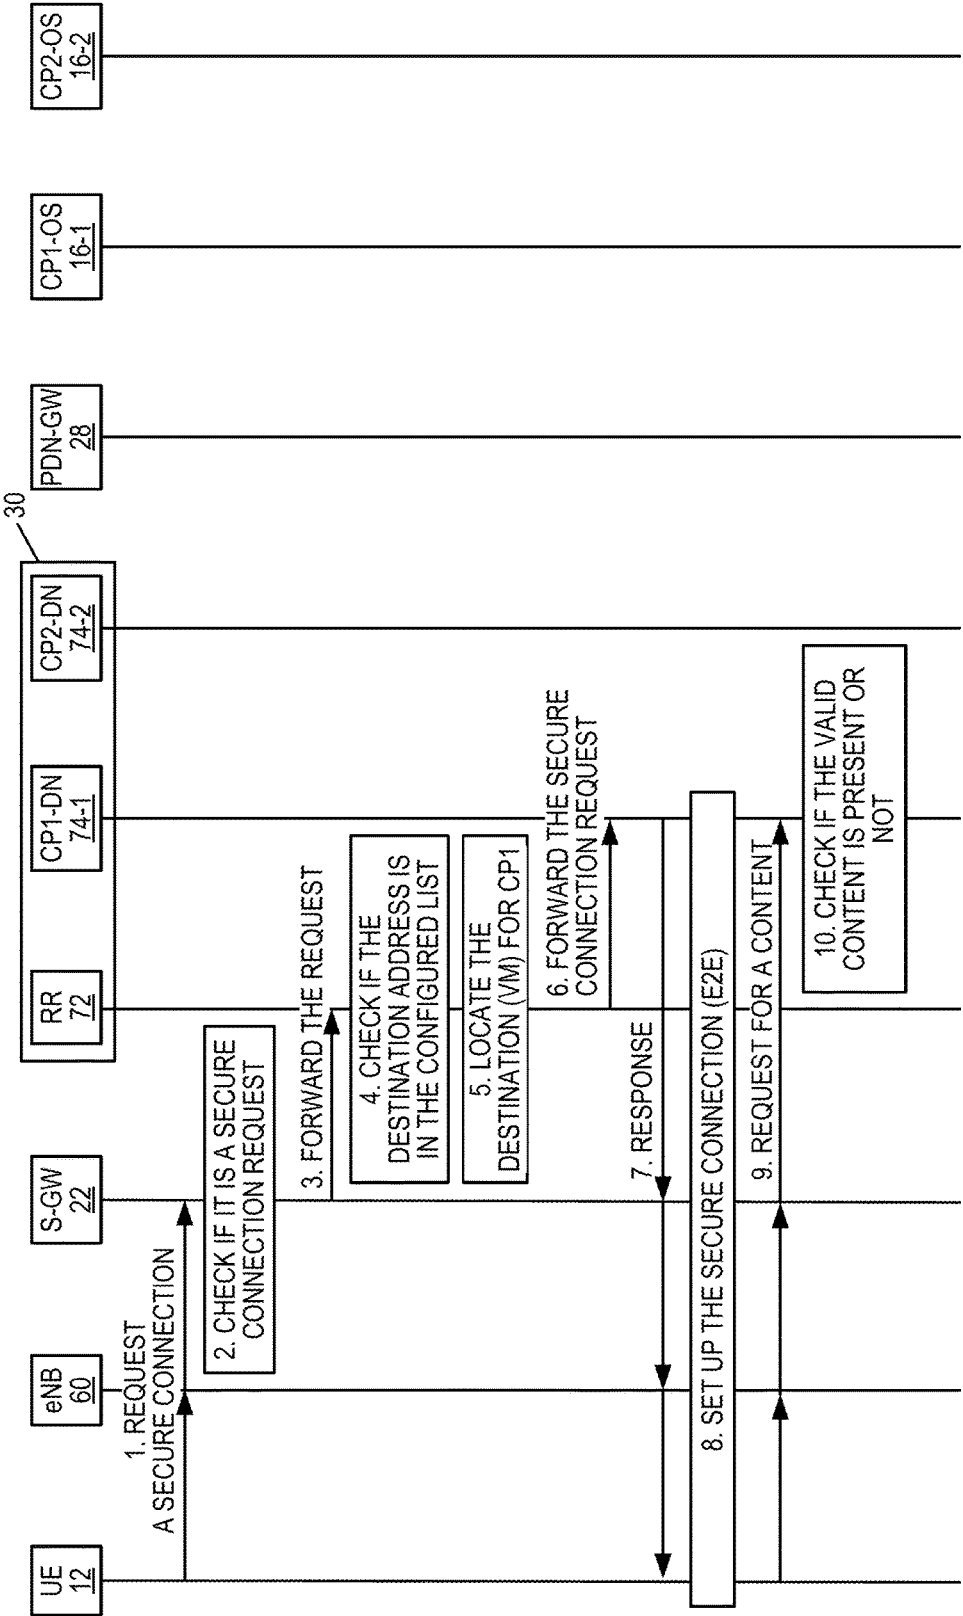 UE
12
eNB
60
S-GW
22
RR
72
CP1-DN
74-1
CP2-DN
74-2
30
PDN-GW
28
CP1-OS
16-1
CP2-OS
16-2
1. REQUEST
A SECURE CONNECTION
2. CHECK IF IT IS A SECURE
CONNECTION REQUEST
3. FORWARD THE REQUEST
4. CHECK IF THE
DESTINATION ADDRESS IS
IN THE CONFIGURED LIST
5. LOCATE THE
DESTINATION (VM) FOR CP1
6. FORWARD THE SECURE
CONNECTION REQUEST
7. RESPONSE
8. SET UP THE SECURE CONNECTION (E2E)
9. REQUEST FOR A CONTENT
10. CHECK IF THE VALID
CONTENT IS PRESENT OR
NOT